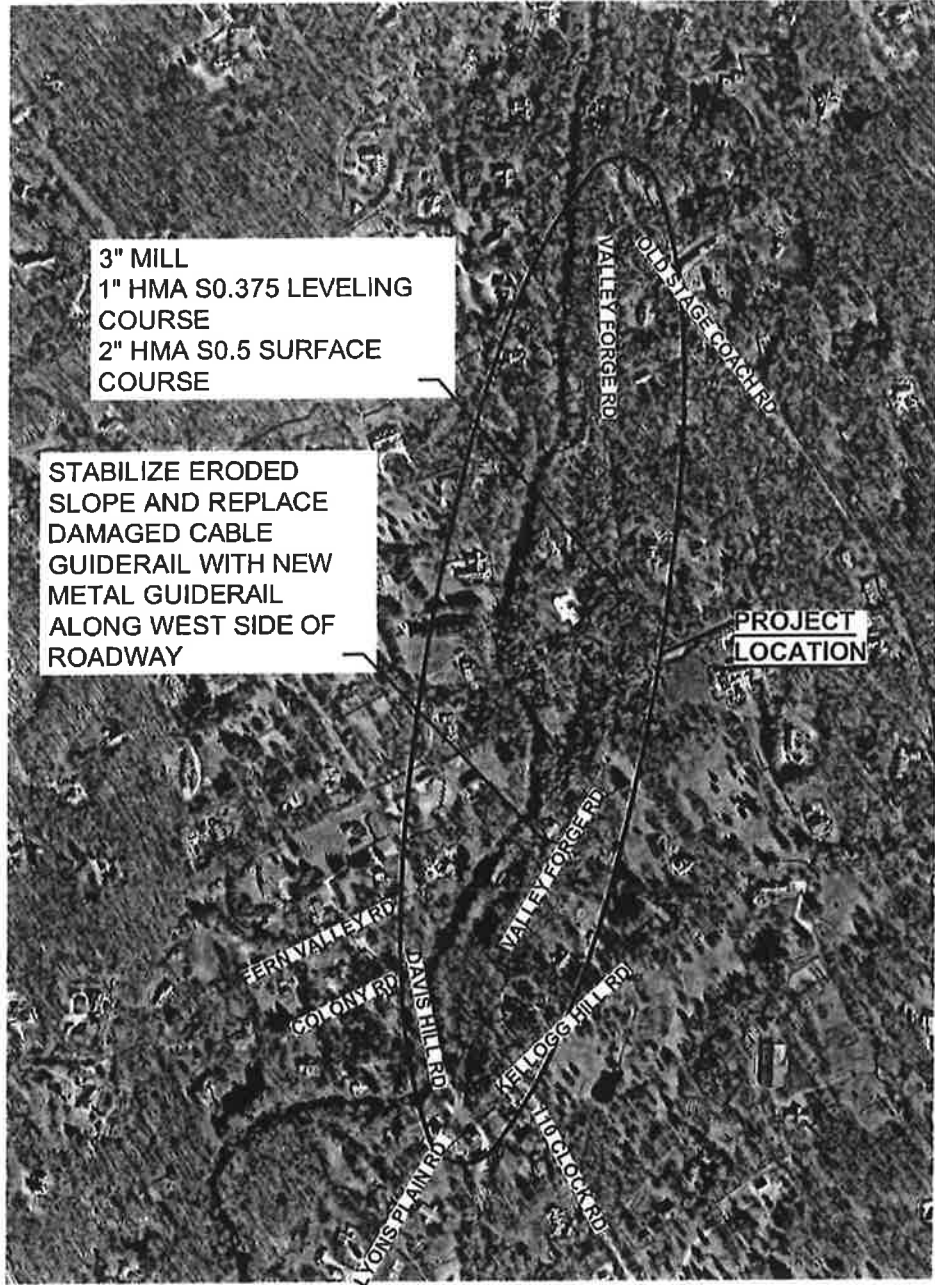 3" MILL
1" HMA S0.375 LEVELING
COURSE
2" HMA S0.5 SURFACE
COURSE
VALLEY FORGE RD
OLD STAGE COACH RD
STABILIZE ERODED
SLOPE AND REPLACE
DAMAGED CABLE
GUIDERAIL WITH NEW
METAL GUIDERAIL
ALONG WEST SIDE OF
ROADWAY
PROJECT
LOCATION
VALLEY FORGE RD
FERN VALLEY RD
COLONY RD
DAVIS HILL RD
KELLOGG HILL RD
LYONS PLAIN RD
110 CLOCK RD